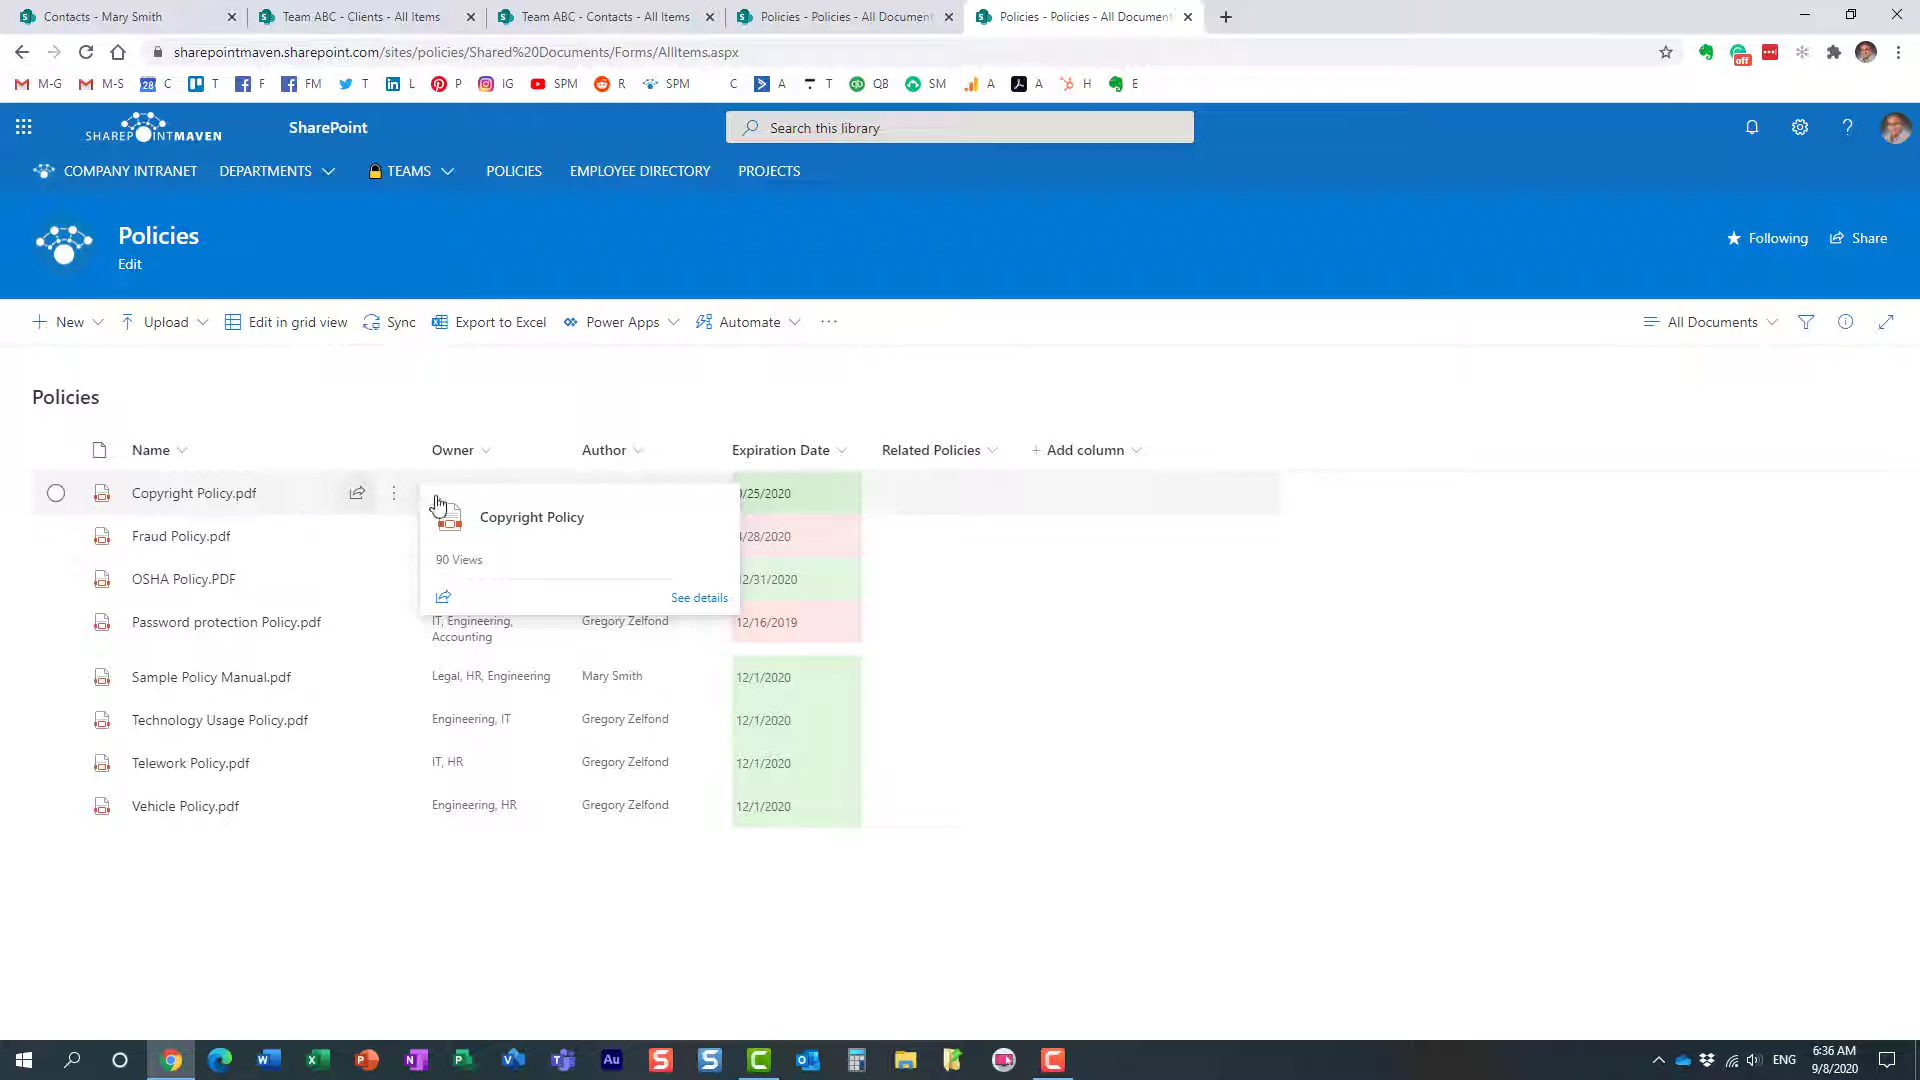 Contacts - Mary Smith
Team ABC - Clients - All Items
Team ABC - Contacts - All Items
Policies - Policies - All Document
Policies - Policies - All Document
sharepointmaven.sharepoint.com/sites/policies/Shared%20Documents/Forms/AllItems.aspx
off
M-G
M-S
28
C
T
F
FM
T
L
P
IG
SPM
R
SPM
C
A
T
QB
SM
A
A
H
E
SHAREPOINTMAVEN
SharePoint
Search this library
COMPANY INTRANET
DEPARTMENTS
TEAMS
POLICIES
EMPLOYEE DIRECTORY
PROJECTS
Policies
Edit
Following
Share
New
Upload
Edit in grid view
Sync
Export to Excel
Power Apps
Automate
All Documents
Policies
Name
Owner
Author
Expiration Date
Related Policies
+ Add column
Copyright Policy.pdf
/25/2020
Copyright Policy
90 Views
See details
Fraud Policy.pdf
/28/2020
OSHA Policy.PDF
2/31/2020
Password protection Policy.pdf
IT, Engineering,
Accounting
Gregory Zelfond
12/16/2019
Sample Policy Manual.pdf
Legal, HR, Engineering
Mary Smith
12/1/2020
Technology Usage Policy.pdf
Engineering, IT
Gregory Zelfond
12/1/2020
Telework Policy.pdf
IT, HR
Gregory Zelfond
12/1/2020
Vehicle Policy.pdf
Engineering, HR
Gregory Zelfond
12/1/2020
ENG
6:36 AM
9/8/2020